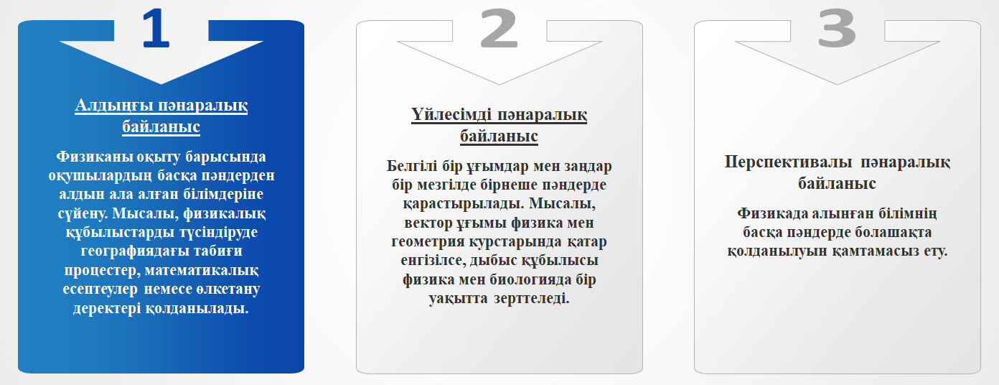 1
Алдыңғы пәнаралық
байланыс
Физиканы оқыту барысында
оқушылардың басқа пәндерден
алдын ала алған білімдеріне
сүйену. Мысалы, физикалық
құбылыстарды түсіндіруде
географиядағы табиғи
процестер, математикалық
есептеулер немесе өлкетану
деректері қолданылады.
2
Үйлесімді пәнаралық
байланыс
Белгілі бір ұғымдар мен заңдар
бір мезгілде бірнеше пәндерде
қарастырылады. Мысалы,
вектор ұғымы физика мен
геометрия курстарында қатар
енгізілсе, дыбыс құбылысы
физика мен биологияда бір
уақытта зерттеледі.
3
Перспективалы пәнаралық
байланыс
Физикада алынған білімнің
басқа пәндерде болашақта
қолданылуын қамтамасыз ету.